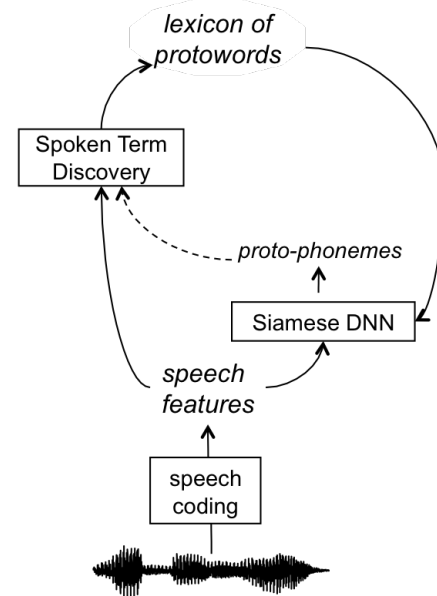 lexicon of
protowords
Spoken Term
Discovery
proto-phonemes
Siamese DNN
speech
features
speech
coding